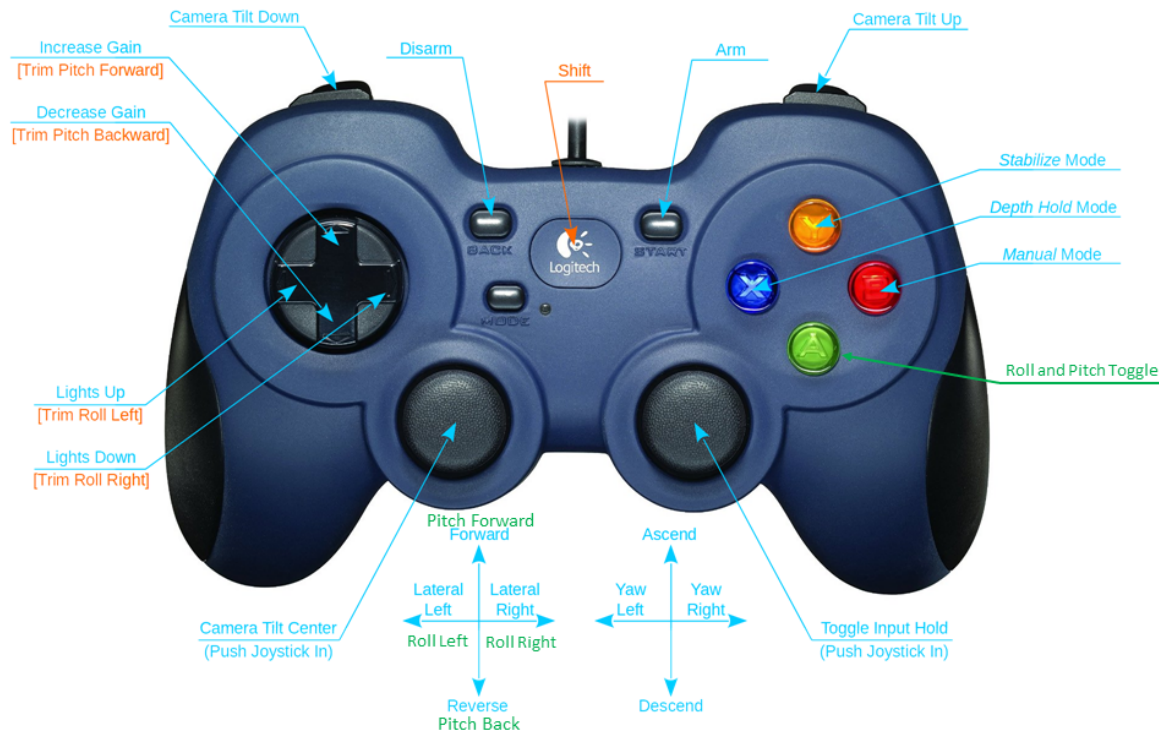 Camera Tilt Down
Camera Tilt Up
Increase Gain
[Trim Pitch Forward]
Disarm
Shift
Arm
Decrease Gain
[Trim Pitch Backward]
Stabilize Mode
Depth Hold Mode
Manual Mode
BACK
Logitech
START
MODE
Y
X
B
A
Roll and Pitch Toggle
Lights Up
[Trim Roll Left]
Lights Down
[Trim Roll Right]
Pitch Forward
Forward
Lateral Left
Lateral Right
Roll Left
Roll Right
Reverse
Pitch Back
Camera Tilt Center
(Push Joystick In)
Ascend
Yaw Left
Yaw Right
Descend
Toggle Input Hold
(Push Joystick In)